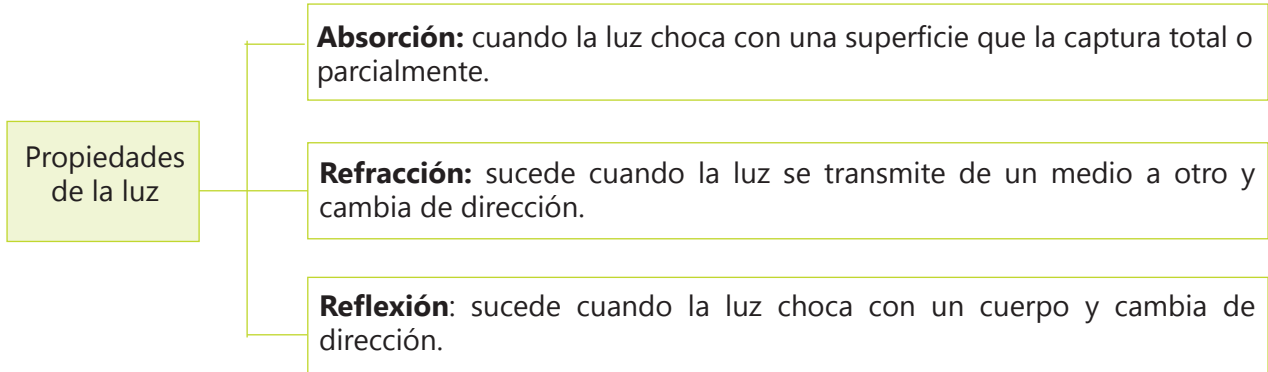 Propiedades
de la luz
Absorción: cuando la luz choca con una superficie que la captura total o
parcialmente.
Refracción: sucede cuando la luz se transmite de un medio a otro y
cambia de dirección.
Reflexión: sucede cuando la luz choca con un cuerpo y cambia de
dirección.